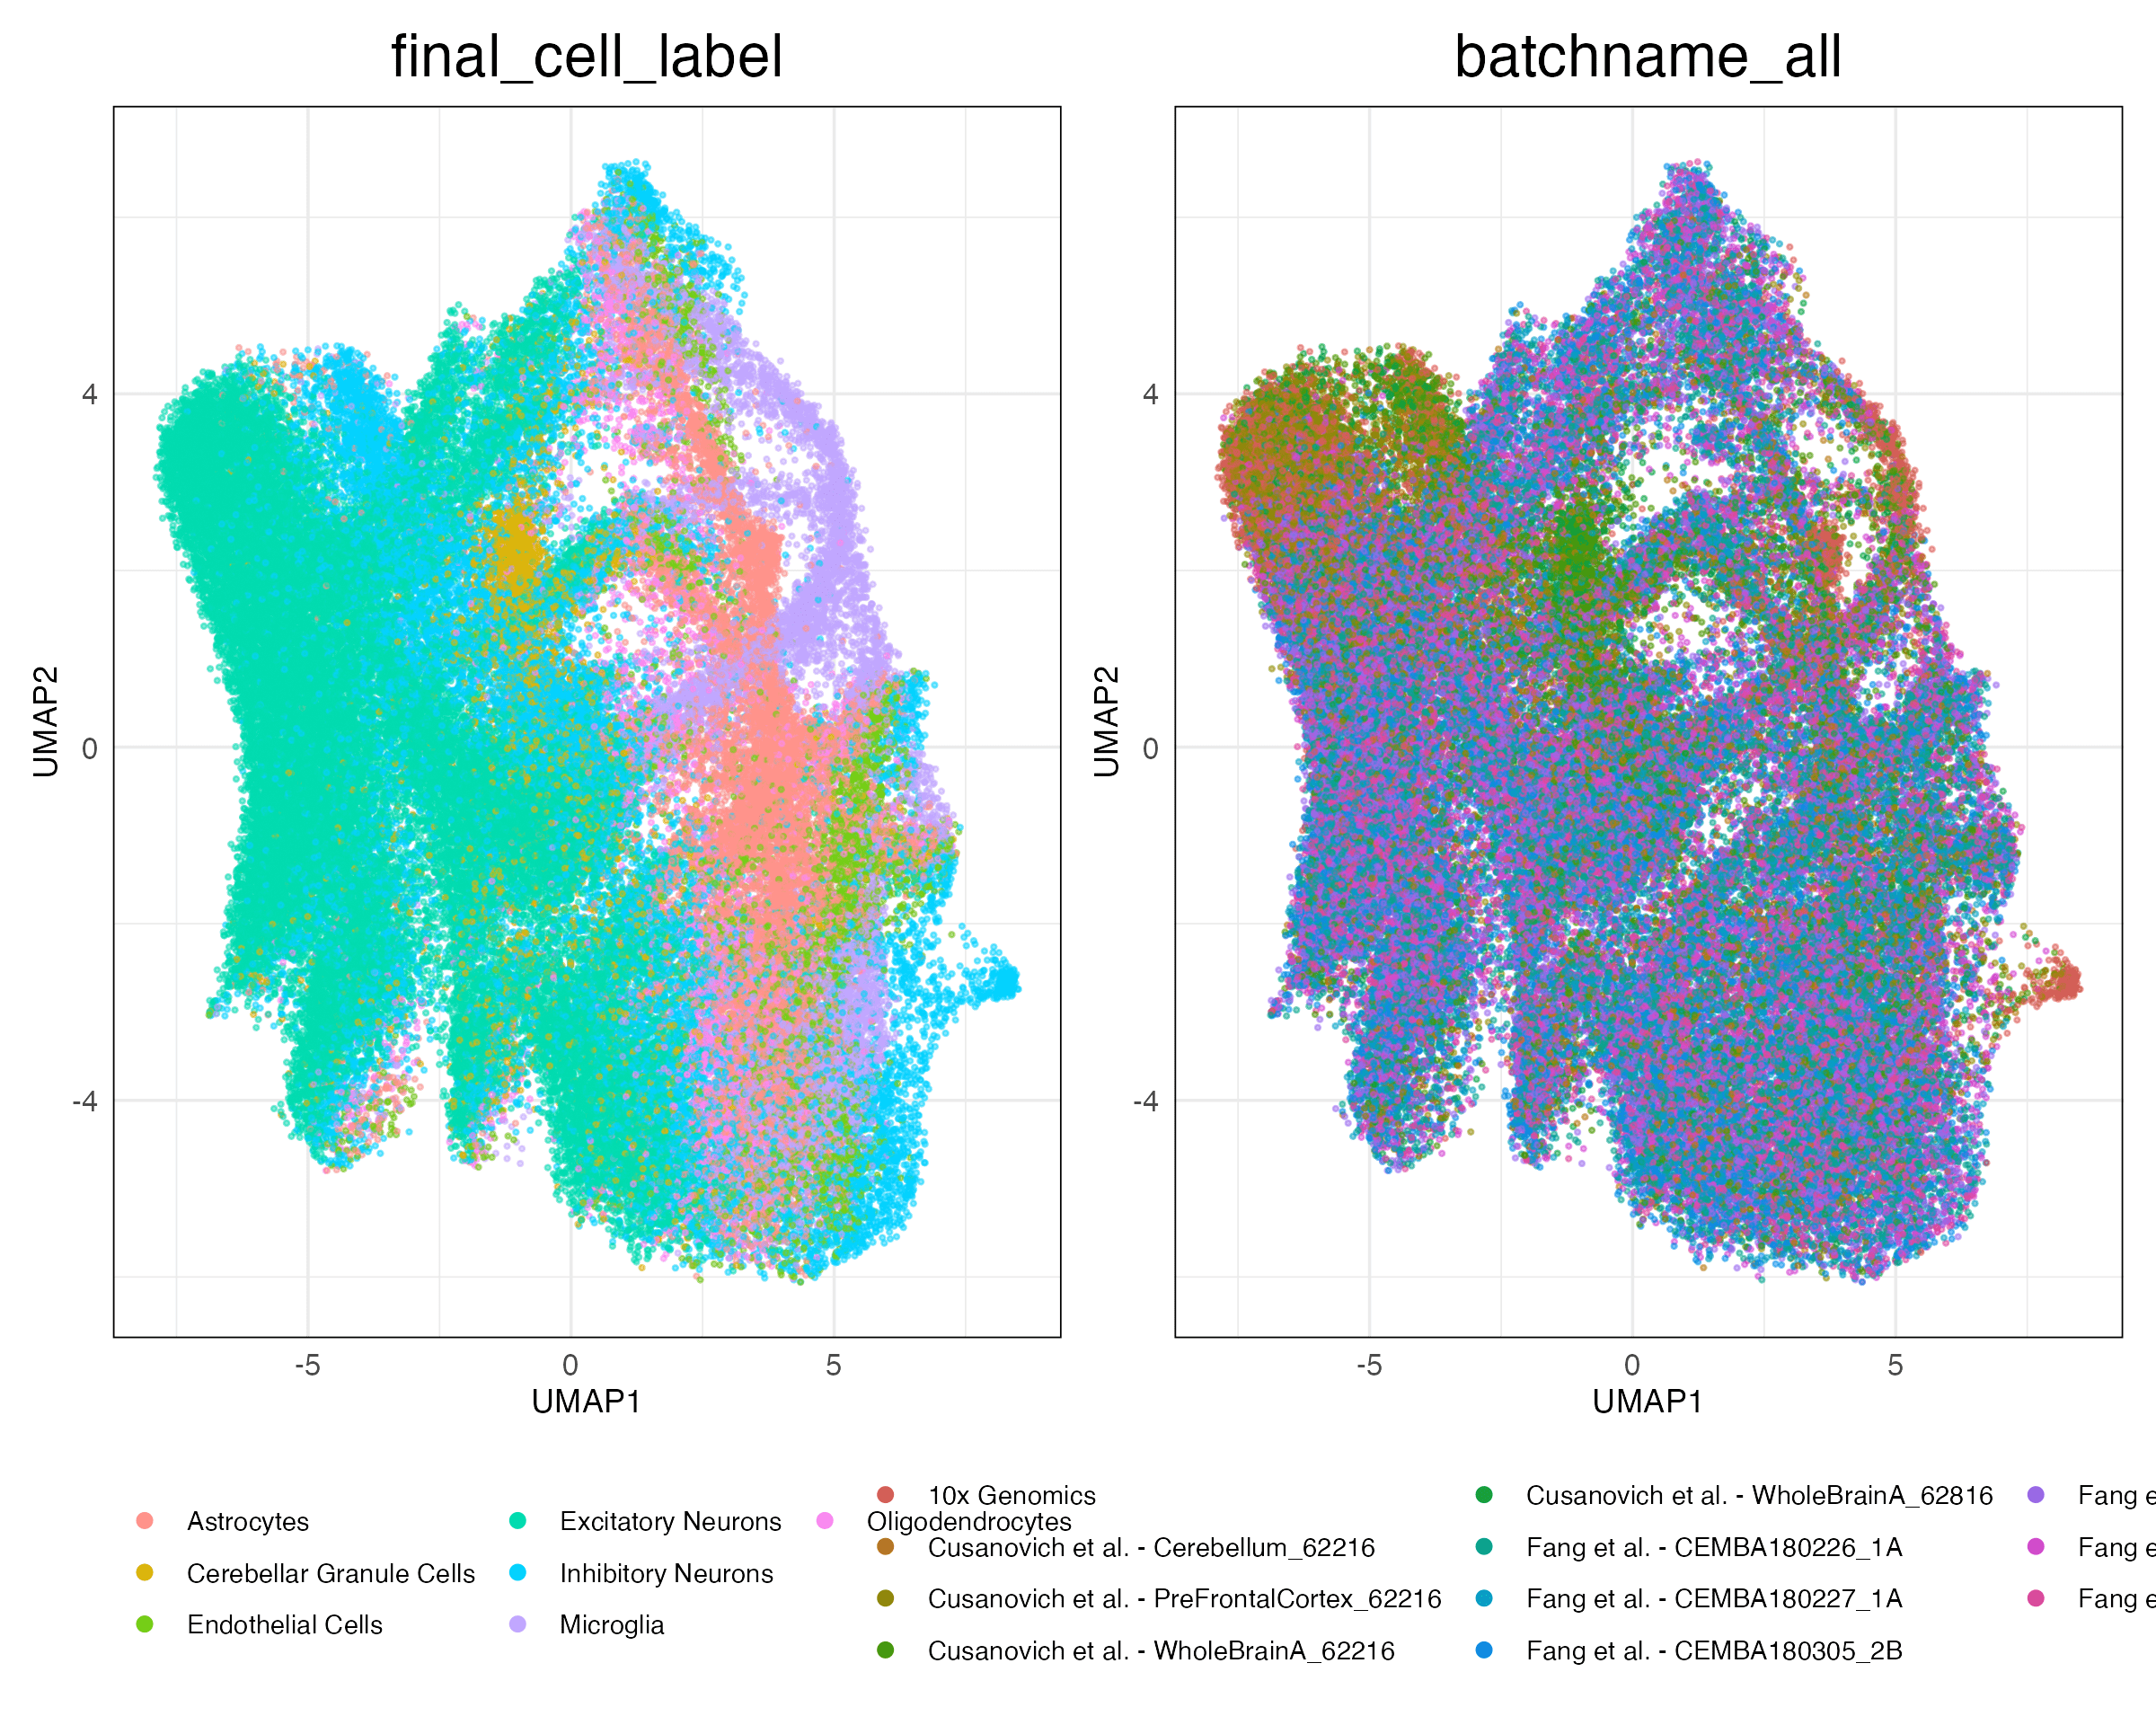 final_cell_label
batchname_all
UMAP2
4
0
-4
-5
0
5
UMAP1
UMAP2
4
0
-4
-5
0
5
UMAP1
Astrocytes
Cerebellar Granule Cells
Endothelial Cells
Excitatory Neurons
Inhibitory Neurons
Microglia
Oligodendrocytes
10x Genomics
Cusanovich et al. - Cerebellum_62216
Cusanovich et al. - PreFrontalCortex_62216
Cusanovich et al. - WholeBrainA_62216
Cusanovich et al. - WholeBrainA_62816
Fang et al. - CEMBA180226_1A
Fang et al. - CEMBA180227_1A
Fang et al. - CEMBA180305_2B
Fang e
Fang e
Fang e